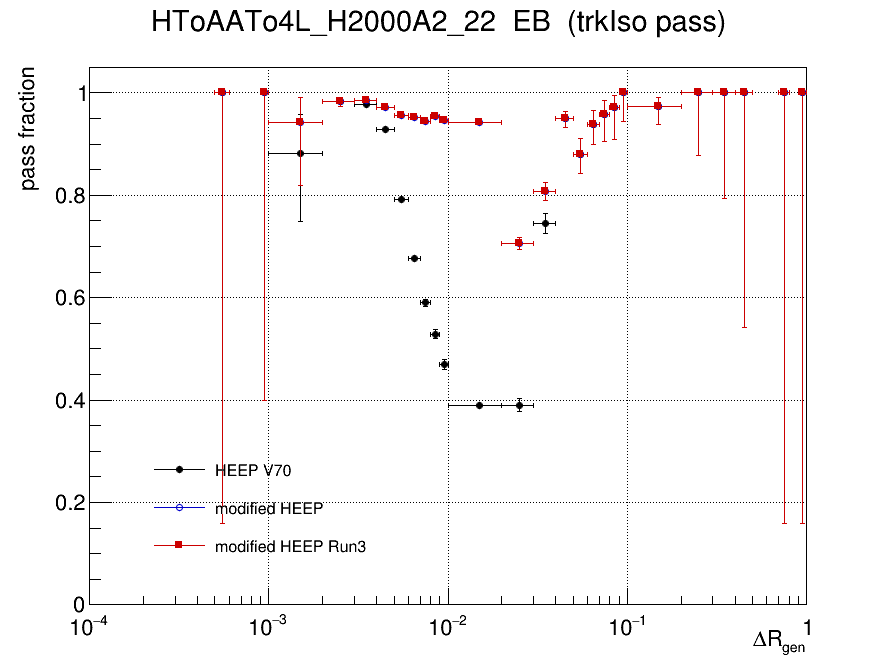 HToAATo4L_H2000A2_22 EB (trkIso pass)
pass fraction
1
0.8
0.6
0.4
0.2
0
HEEP V70
modified HEEP
modified HEEP Run3
10⁻⁴ 10⁻³ 10⁻² 10⁻¹ 1
ΔR_gen